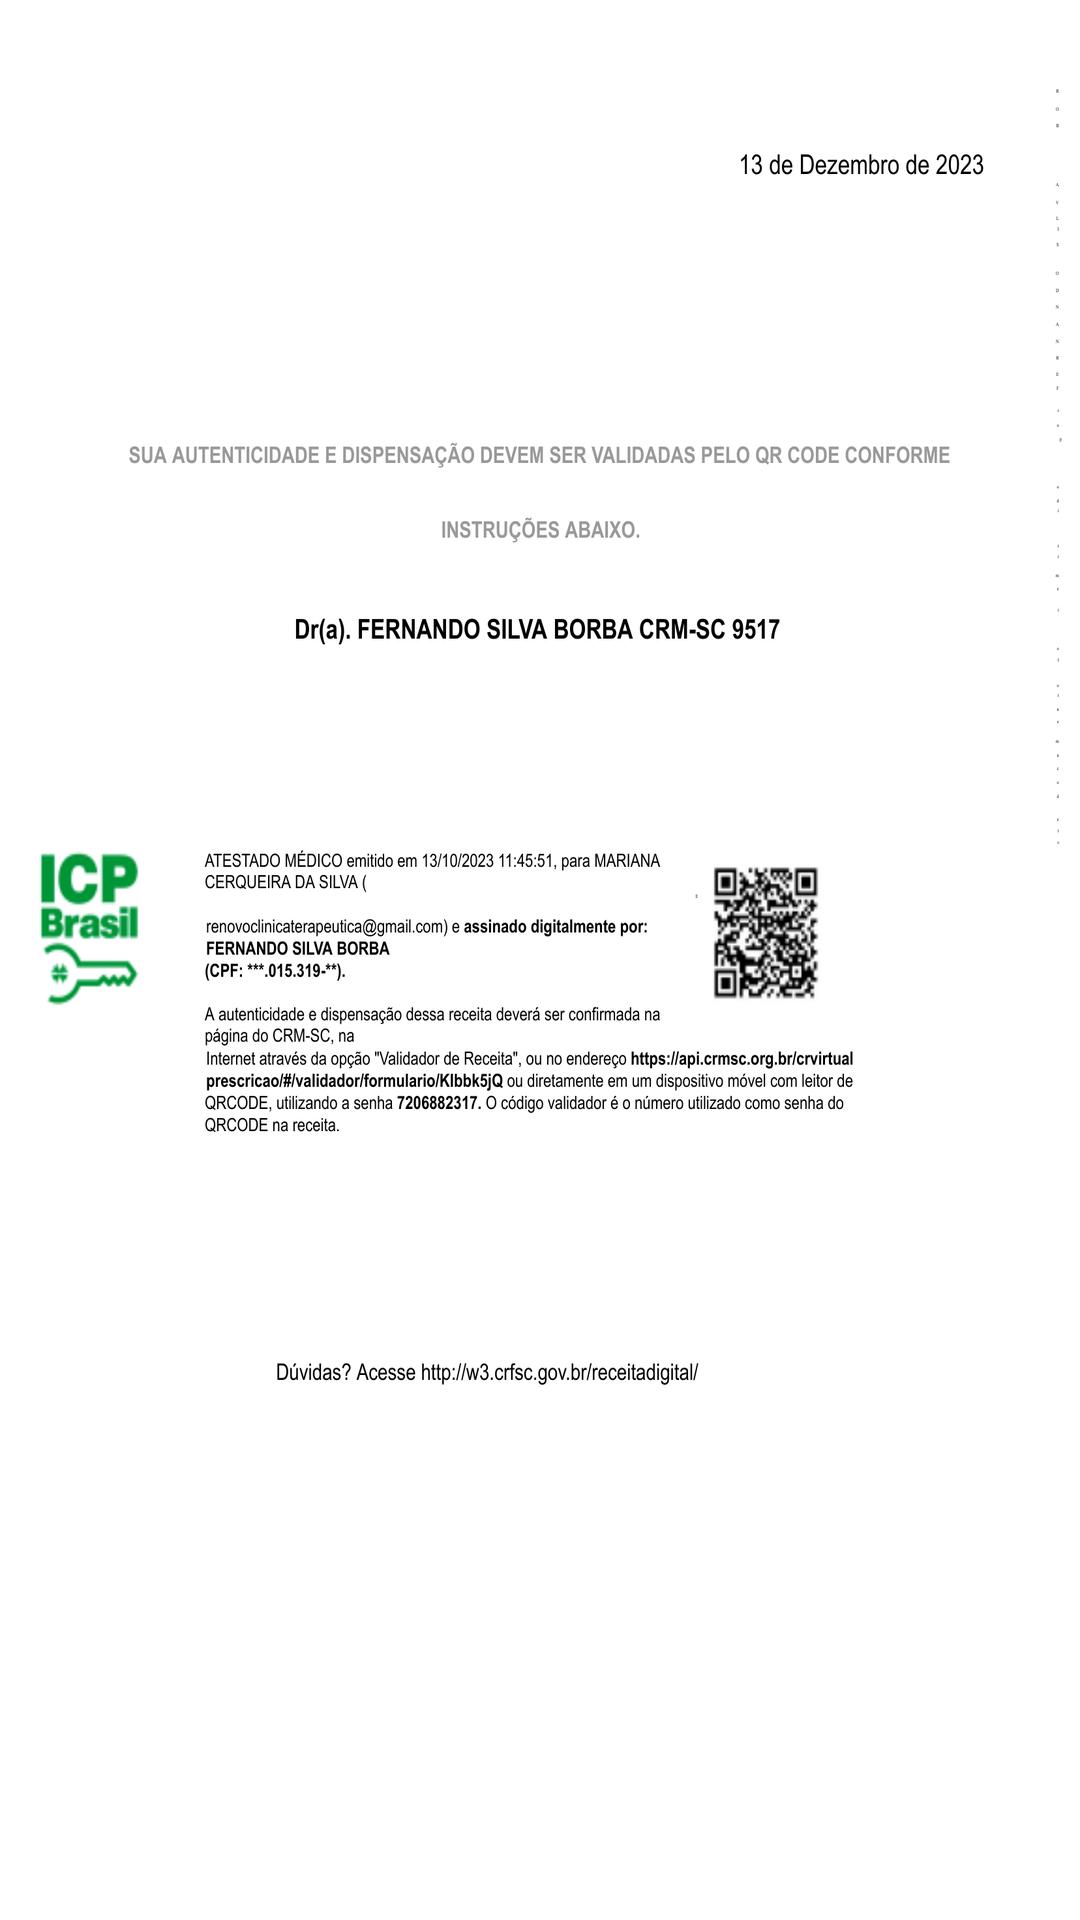 13 de Dezembro de 2023
SUA AUTENTICIDADE E DISPENSAÇÃO DEVEM SER VALIDADAS PELO QR CODE CONFORME
INSTRUÇÕES ABAIXO.
Dr(a). FERNANDO SILVA BORBA CRM-SC 9517
ICP
Brasil
ATESTADO MÉDICO emitido em 13/10/2023 11:45:51, para MARIANA
CERQUEIRA DA SILVA (
renovoclinicaterapeutica@gmail.com) e assinado digitalmente por:
FERNANDO SILVA BORBA
(CPF: ***.015.319-**).
A autenticidade e dispensação dessa receita deverá ser confirmada na
página do CRM-SC, na
Internet através da opção "Validador de Receita", ou no endereço https://api.crmsc.org.br/crvirtual
prescricao/#/validador/formulario/KIbbk5jQ ou diretamente em um dispositivo móvel com leitor de
QRCODE, utilizando a senha 7206882317. O código validador é o número utilizado como senha do
QRCODE na receita.
Dúvidas? Acesse http://w3.crfsc.gov.br/receitadigital/